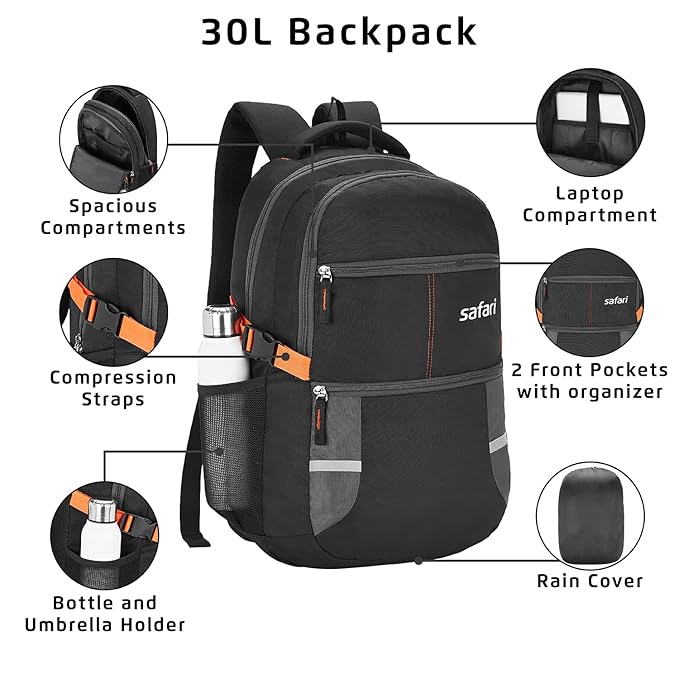 30L Backpack
Spacious
Compartments
Laptop
Compartment
safari
safari
Compression
Straps
2 Front Pockets
with organizer
Bottle and
Umbrella Holder
Rain Cover